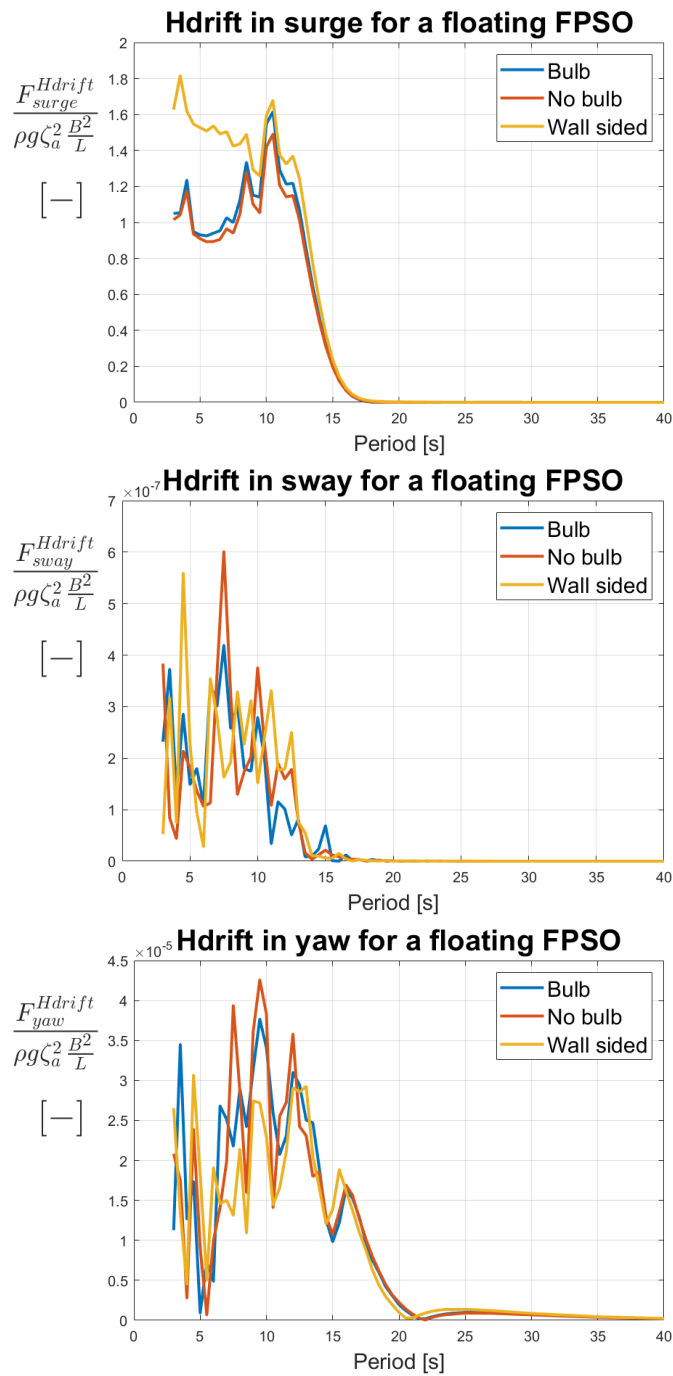 Hdrift in surge for a floating FPSO
F_{surge}^{Hdrift}
ρgζ_a^2 B^2/L
[—]
2
1.8
1.6
1.4
1.2
1
0.8
0.6
0.4
0.2
0
Bulb
No bulb
Wall sided
0 5 10 15 20 25 30 35 40
Period [s]
×10^-7
Hdrift in sway for a floating FPSO
F_{sway}^{Hdrift}
ρgζ_a^2 B^2/L
[—]
7
6
5
4
3
2
1
0
Bulb
No bulb
Wall sided
0 5 10 15 20 25 30 35 40
Period [s]
×10^-5
Hdrift in yaw for a floating FPSO
F_{yaw}^{Hdrift}
ρgζ_a^2 B^2/L
[—]
4.5
4
3.5
3
2.5
2
1.5
1
0.5
0
Bulb
No bulb
Wall sided
0 5 10 15 20 25 30 35 40
Period [s]